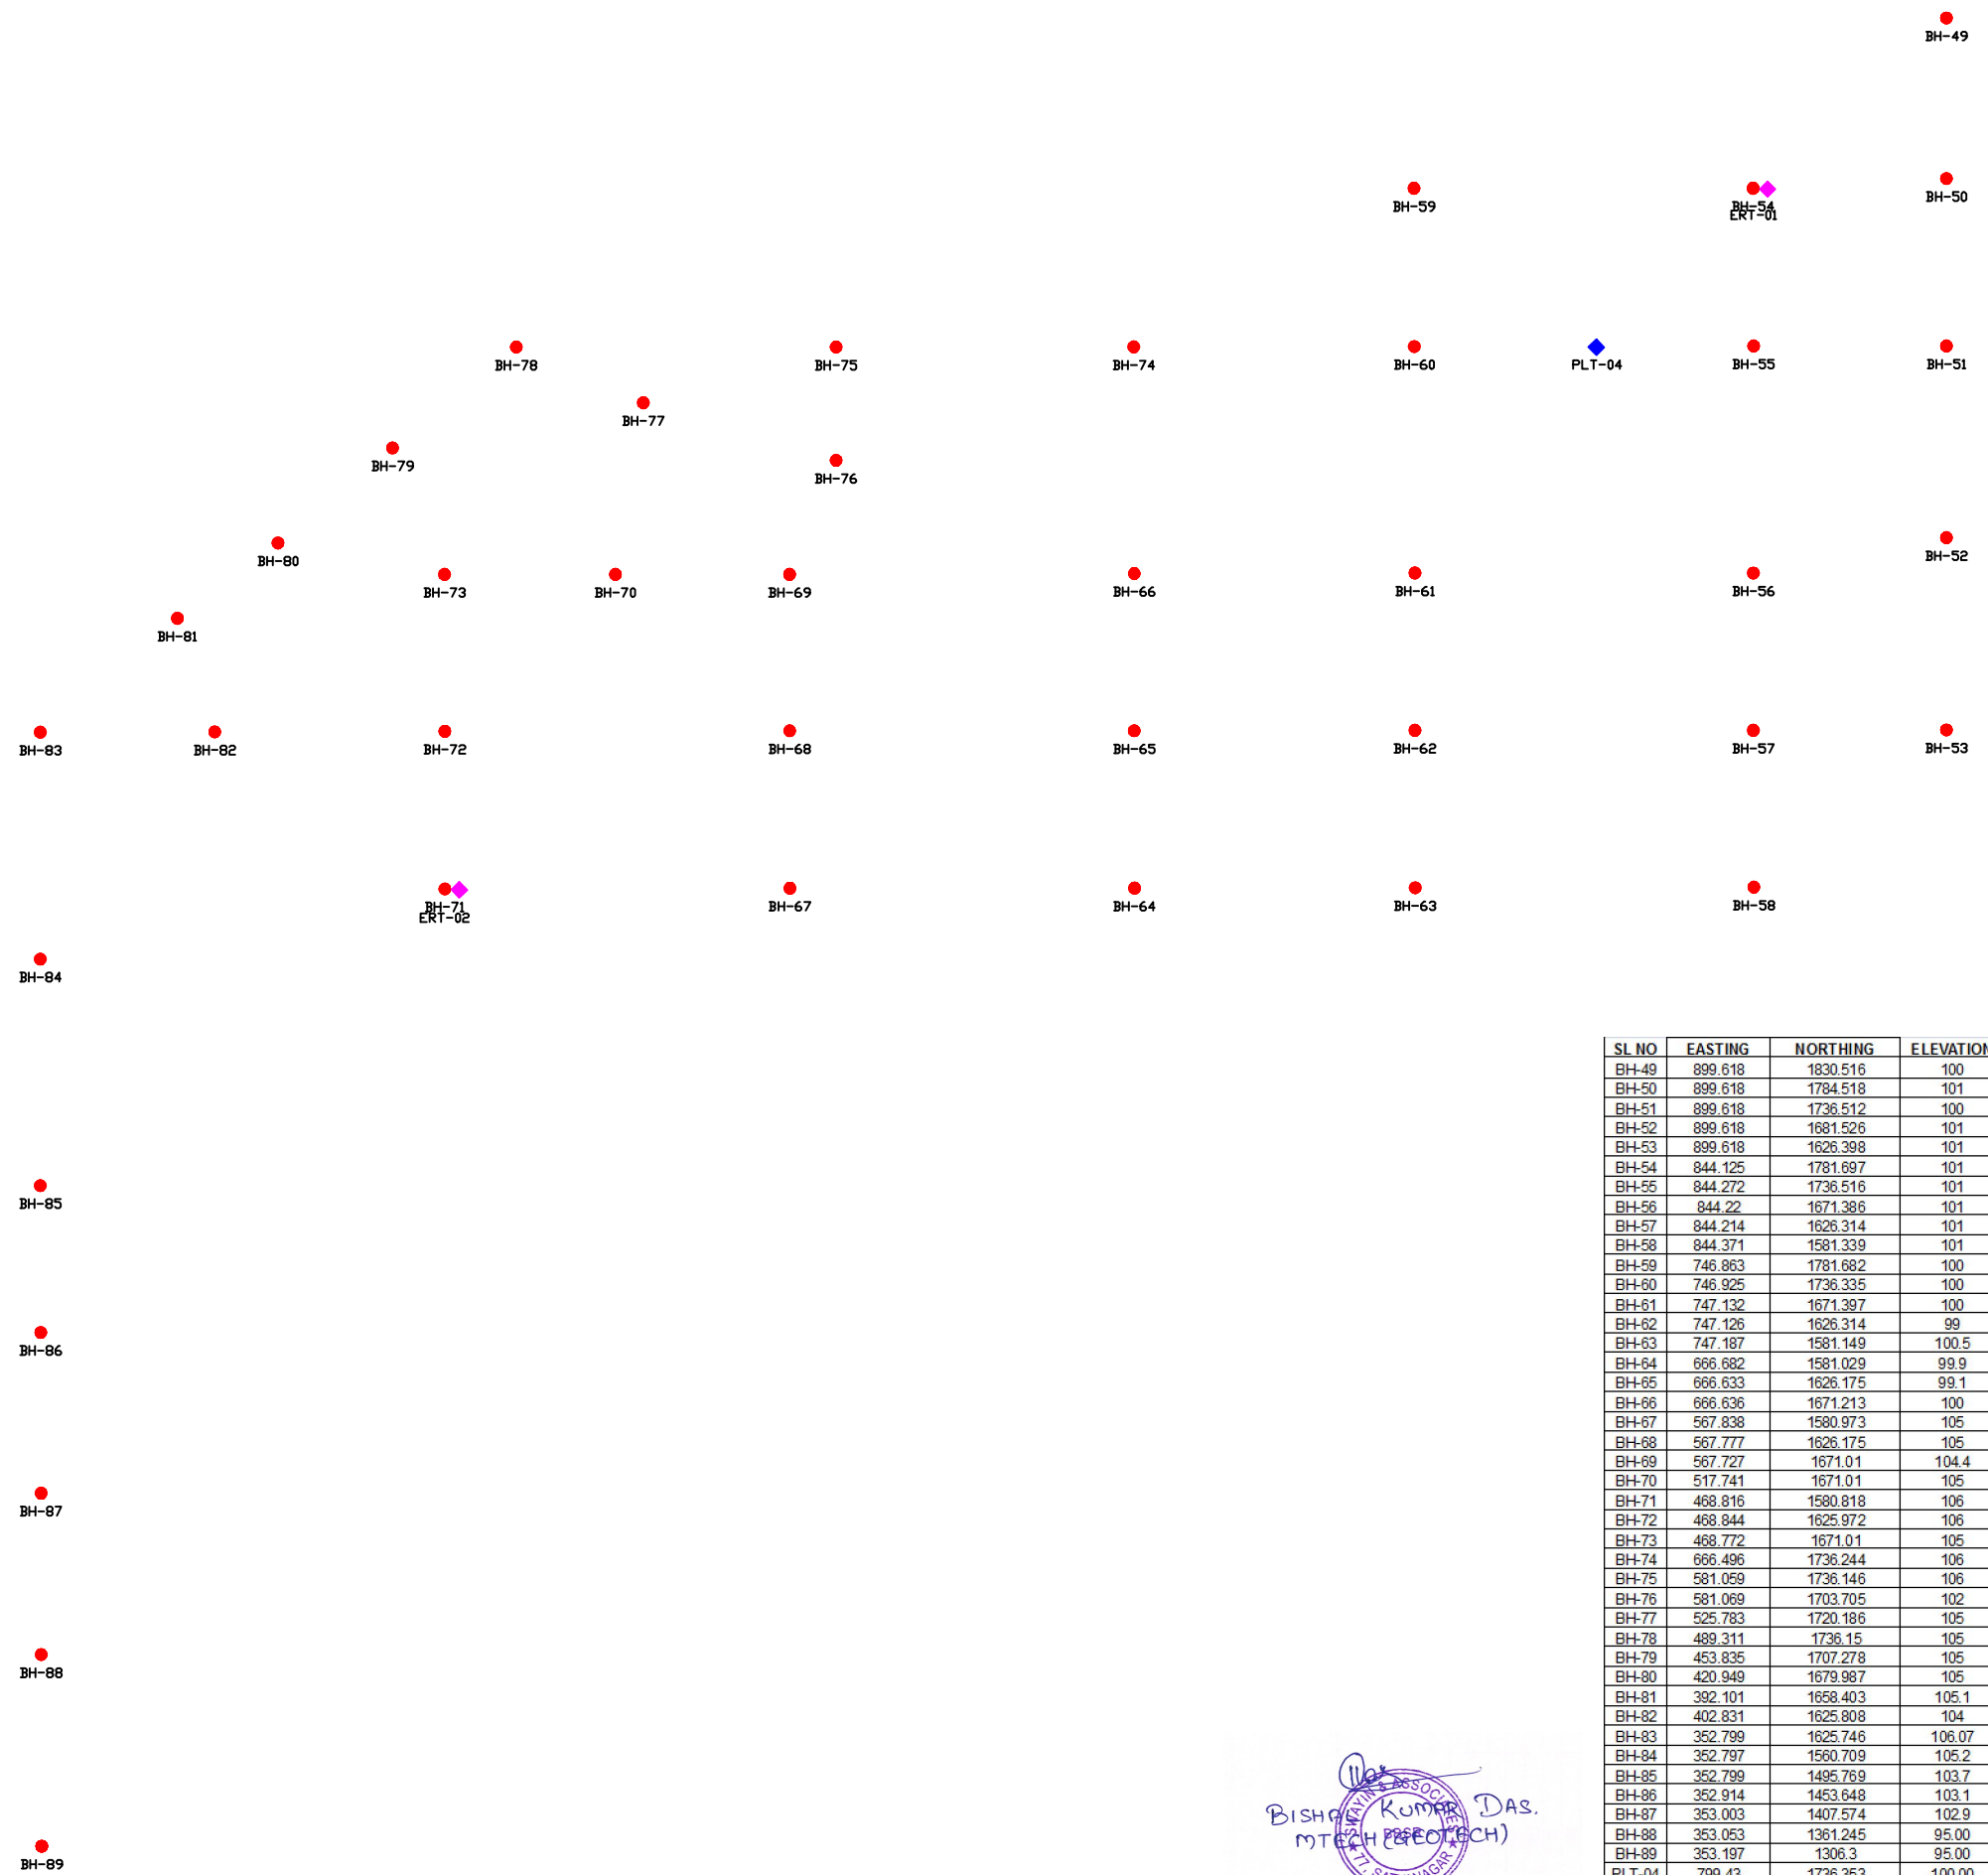 BH-49
BH-59
BH-54
ERT-01
BH-50
BH-78
BH-75
BH-74
BH-60
PLT-04
BH-55
BH-51
BH-77
BH-79
BH-76
BH-80
BH-52
BH-73
BH-70
BH-69
BH-66
BH-61
BH-56
BH-81
BH-83
BH-82
BH-72
BH-68
BH-65
BH-62
BH-57
BH-53
BH-71
ERT-02
BH-67
BH-64
BH-63
BH-58
BH-84
BH-85
BH-86
BH-87
BH-88
BH-89
SL NO EASTING NORTHING ELEVATION
BH-49 899.618 1830.516 100
BH-50 899.618 1784.518 101
BH-51 899.618 1736.512 100
BH-52 899.618 1681.526 101
BH-53 899.618 1626.398 101
BH-54 844.125 1781.697 101
BH-55 844.272 1736.516 101
BH-56 844.22 1671.386 101
BH-57 844.214 1626.314 101
BH-58 844.371 1581.339 101
BH-59 746.863 1781.682 100
BH-60 746.925 1736.335 100
BH-61 747.132 1671.397 100
BH-62 747.126 1626.314 99
BH-63 747.187 1581.149 100.5
BH-64 666.682 1581.029 99.9
BH-65 666.633 1626.175 99.1
BH-66 666.636 1671.213 100
BH-67 567.838 1580.973 105
BH-68 567.777 1626.175 105
BH-69 567.727 1671.01 104.4
BH-70 517.741 1671.01 105
BH-71 468.816 1580.818 106
BH-72 468.844 1625.972 106
BH-73 468.772 1671.01 105
BH-74 666.496 1736.244 106
BH-75 581.059 1736.146 106
BH-76 581.069 1703.705 102
BH-77 525.783 1720.186 105
BH-78 489.311 1736.15 105
BH-79 453.835 1707.278 105
BH-80 420.949 1679.987 105
BH-81 392.101 1658.403 105.1
BH-82 402.831 1625.808 104
BH-83 352.799 1625.746 106.07
BH-84 352.797 1560.709 105.2
BH-85 352.799 1495.769 103.7
BH-86 352.914 1453.648 103.1
BH-87 353.003 1407.574 102.9
BH-88 353.053 1361.245 95.00
BH-89 353.197 1306.3 95.00
PLT-04 799.43 1736.353 100.00
BISHAL KUMAR DAS.
MTECH (GEOTECH)
SWAYIN & ASSOCIATES